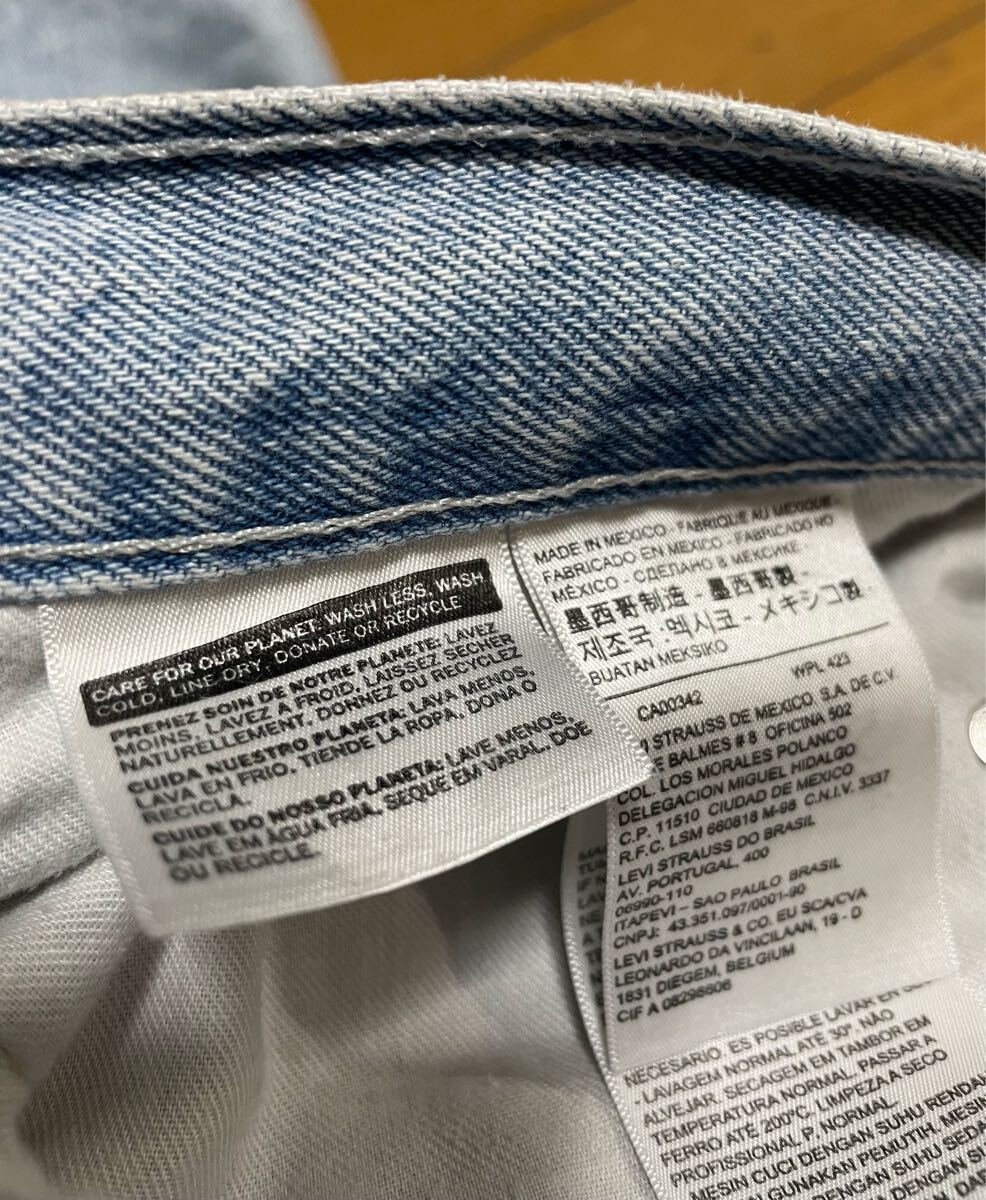 CARE FOR OUR PLANET: WASH LESS, WASH
COLD, LINE DRY, DONATE OR RECYCLE
PRENEZ SOIN DE NOTRE PLANETE: LAVEZ
MOINS, LAVEZ A FROID, LAISSEZ SECHER
NATURELLEMENT, DONNEZ OU RECYCLEZ
CUIDA NUESTRO PLANETA: LAVA MENOS,
LAVA EN FRIO, TIENDE LA ROPA, DONA O
RECICLA.
CUIDE DO NOSSO PLANETA: LAVE MENOS,
LAVE EM ÁGUA FRIA, SEQUE EM VARAL, DOE
OU RECICLE.
MADE IN MEXICO - FABRIQUE AU MEXIQUE -
FABRICADO EN MEXICO - FABRICADO NO
MÉXICO - СДЕЛАНО В МЕКСИКЕ -
墨西哥制造 - 墨西哥製 -
제조국 · 멕시코 - メキシコ製 -
BUATAN MEKSIKO
CA00342 WPL 423
I STRAUSS DE MEXICO. S.A. DE C.V.
E BALMES # 8 OFICINA 502
COL. LOS MORALES POLANCO
DELEGACION MIGUEL HIDALGO
C.P. 11510 CIUDAD DE MEXICO
R.F.C. LSM 660818 M-98 C.N.I.V. 3337
LEVI STRAUSS DO BRASIL
AV. PORTUGAL, 400
06990-110
ITAPEVI – SAO PAULO BRASIL
CNPJ: 43.351.097/0001-90
LEVI STRAUSS & CO. EU SCA/CVA
LEONARDO DA VINCILAAN, 19 - D
1831 DIEGEM, BELGIUM
CIF A 08298606
NECESARIO. ES POSIBLE LAVAR EN
- LAVAGEM NORMAL ATÉ 30°. NÃO
ALVEJAR. SECAGEM EM TAMBOR EM
TEMPERATURA NORMAL. PASSAR A
FERRO ATÉ 200°C. LIMPEZA A SECO
PROFISSIONAL P. NORMAL
MESIN CUCI DENGAN SUHU RENDAH
GUNAKAN PEMUTIH. MESIN
DENGAN SUHU SEDA
DENGAN SU